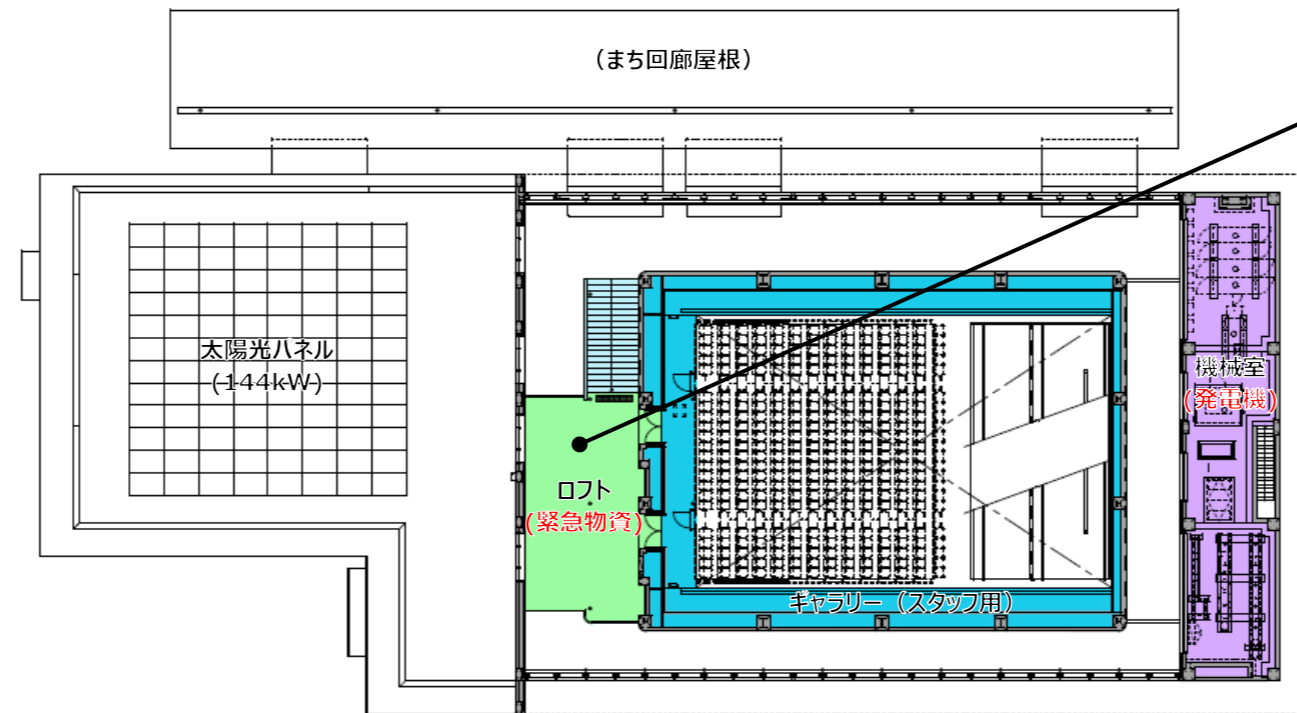 （まち回廊屋根）
太陽光パネル
(144kW)
機械室
(発電機)
ロフト
(緊急物資)
ギャラリー（スタッフ用）